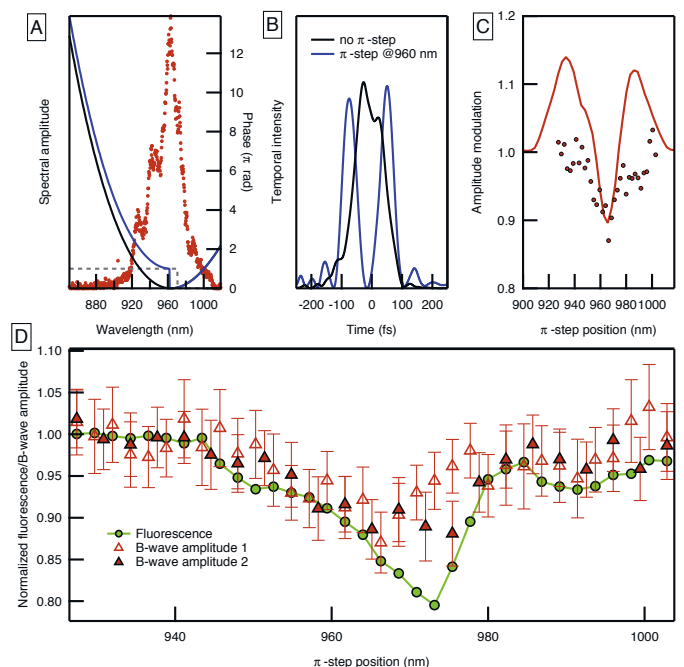 A
B
C
no π-step
π-step @960 nm
Spectral amplitude
Phase (π rad)
12
10
8
6
4
2
0
880
920
960
1000
Wavelength (nm)
Temporal intensity
-200
-100
0
100
200
Time (fs)
Amplitude modulation
1.2
1.1
1.0
0.9
0.8
900
920
940
960
980
1000
π-step position (nm)
D
Normalized fluorescence/B-wave amplitude
1.10
1.05
1.00
0.95
0.90
0.85
0.80
Fluorescence
B-wave amplitude 1
B-wave amplitude 2
940
960
980
1000
π-step position (nm)